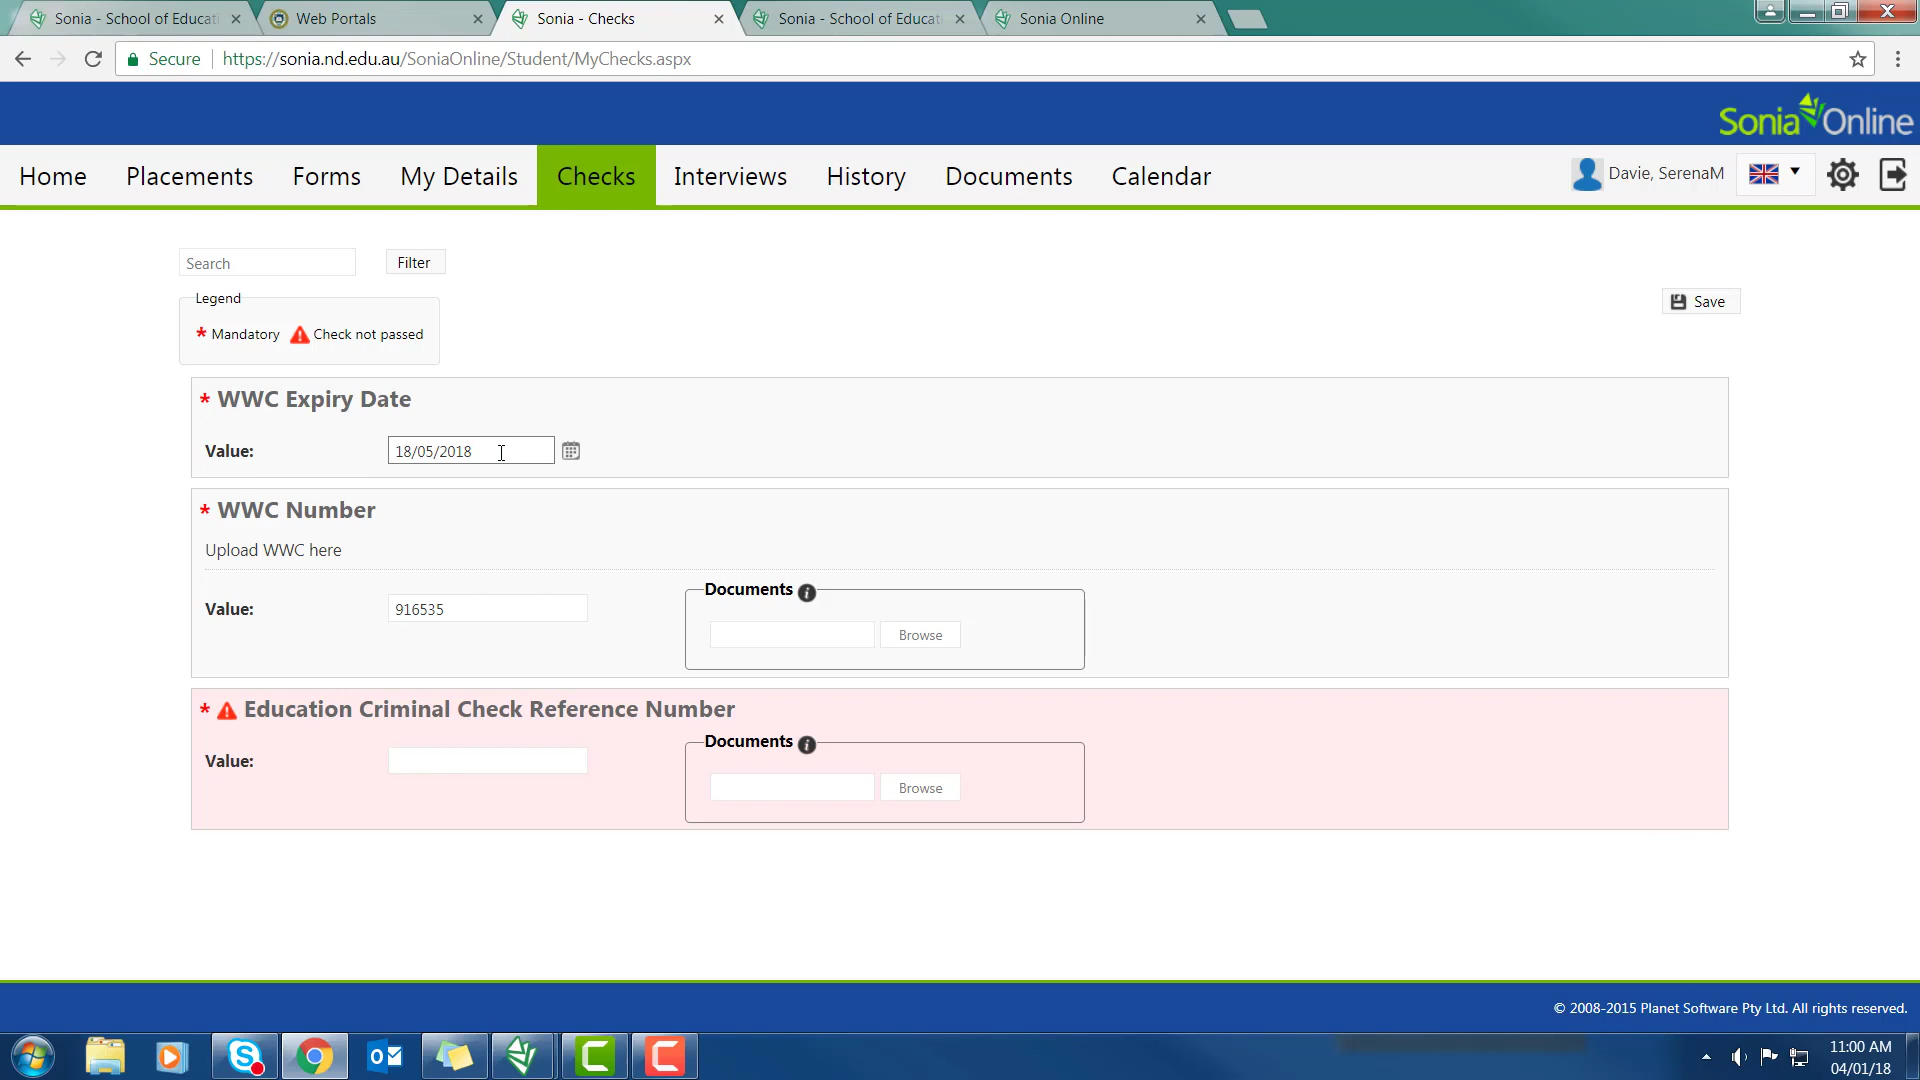 Sonia - School of Educati
Web Portals
Sonia - Checks
Sonia - School of Educati
Sonia Online
Secure
https://sonia.nd.edu.au/SoniaOnline/Student/MyChecks.aspx
Sonia Online
Home
Placements
Forms
My Details
Checks
Interviews
History
Documents
Calendar
Davie, SerenaM
Search
Filter
Legend
* Mandatory
Check not passed
Save
* WWC Expiry Date
Value:
18/05/2018
* WWC Number
Upload WWC here
Value:
916535
Documents
Browse
* Education Criminal Check Reference Number
Value:
Documents
Browse
© 2008-2015 Planet Software Pty Ltd. All rights reserved.
11:00 AM
04/01/18